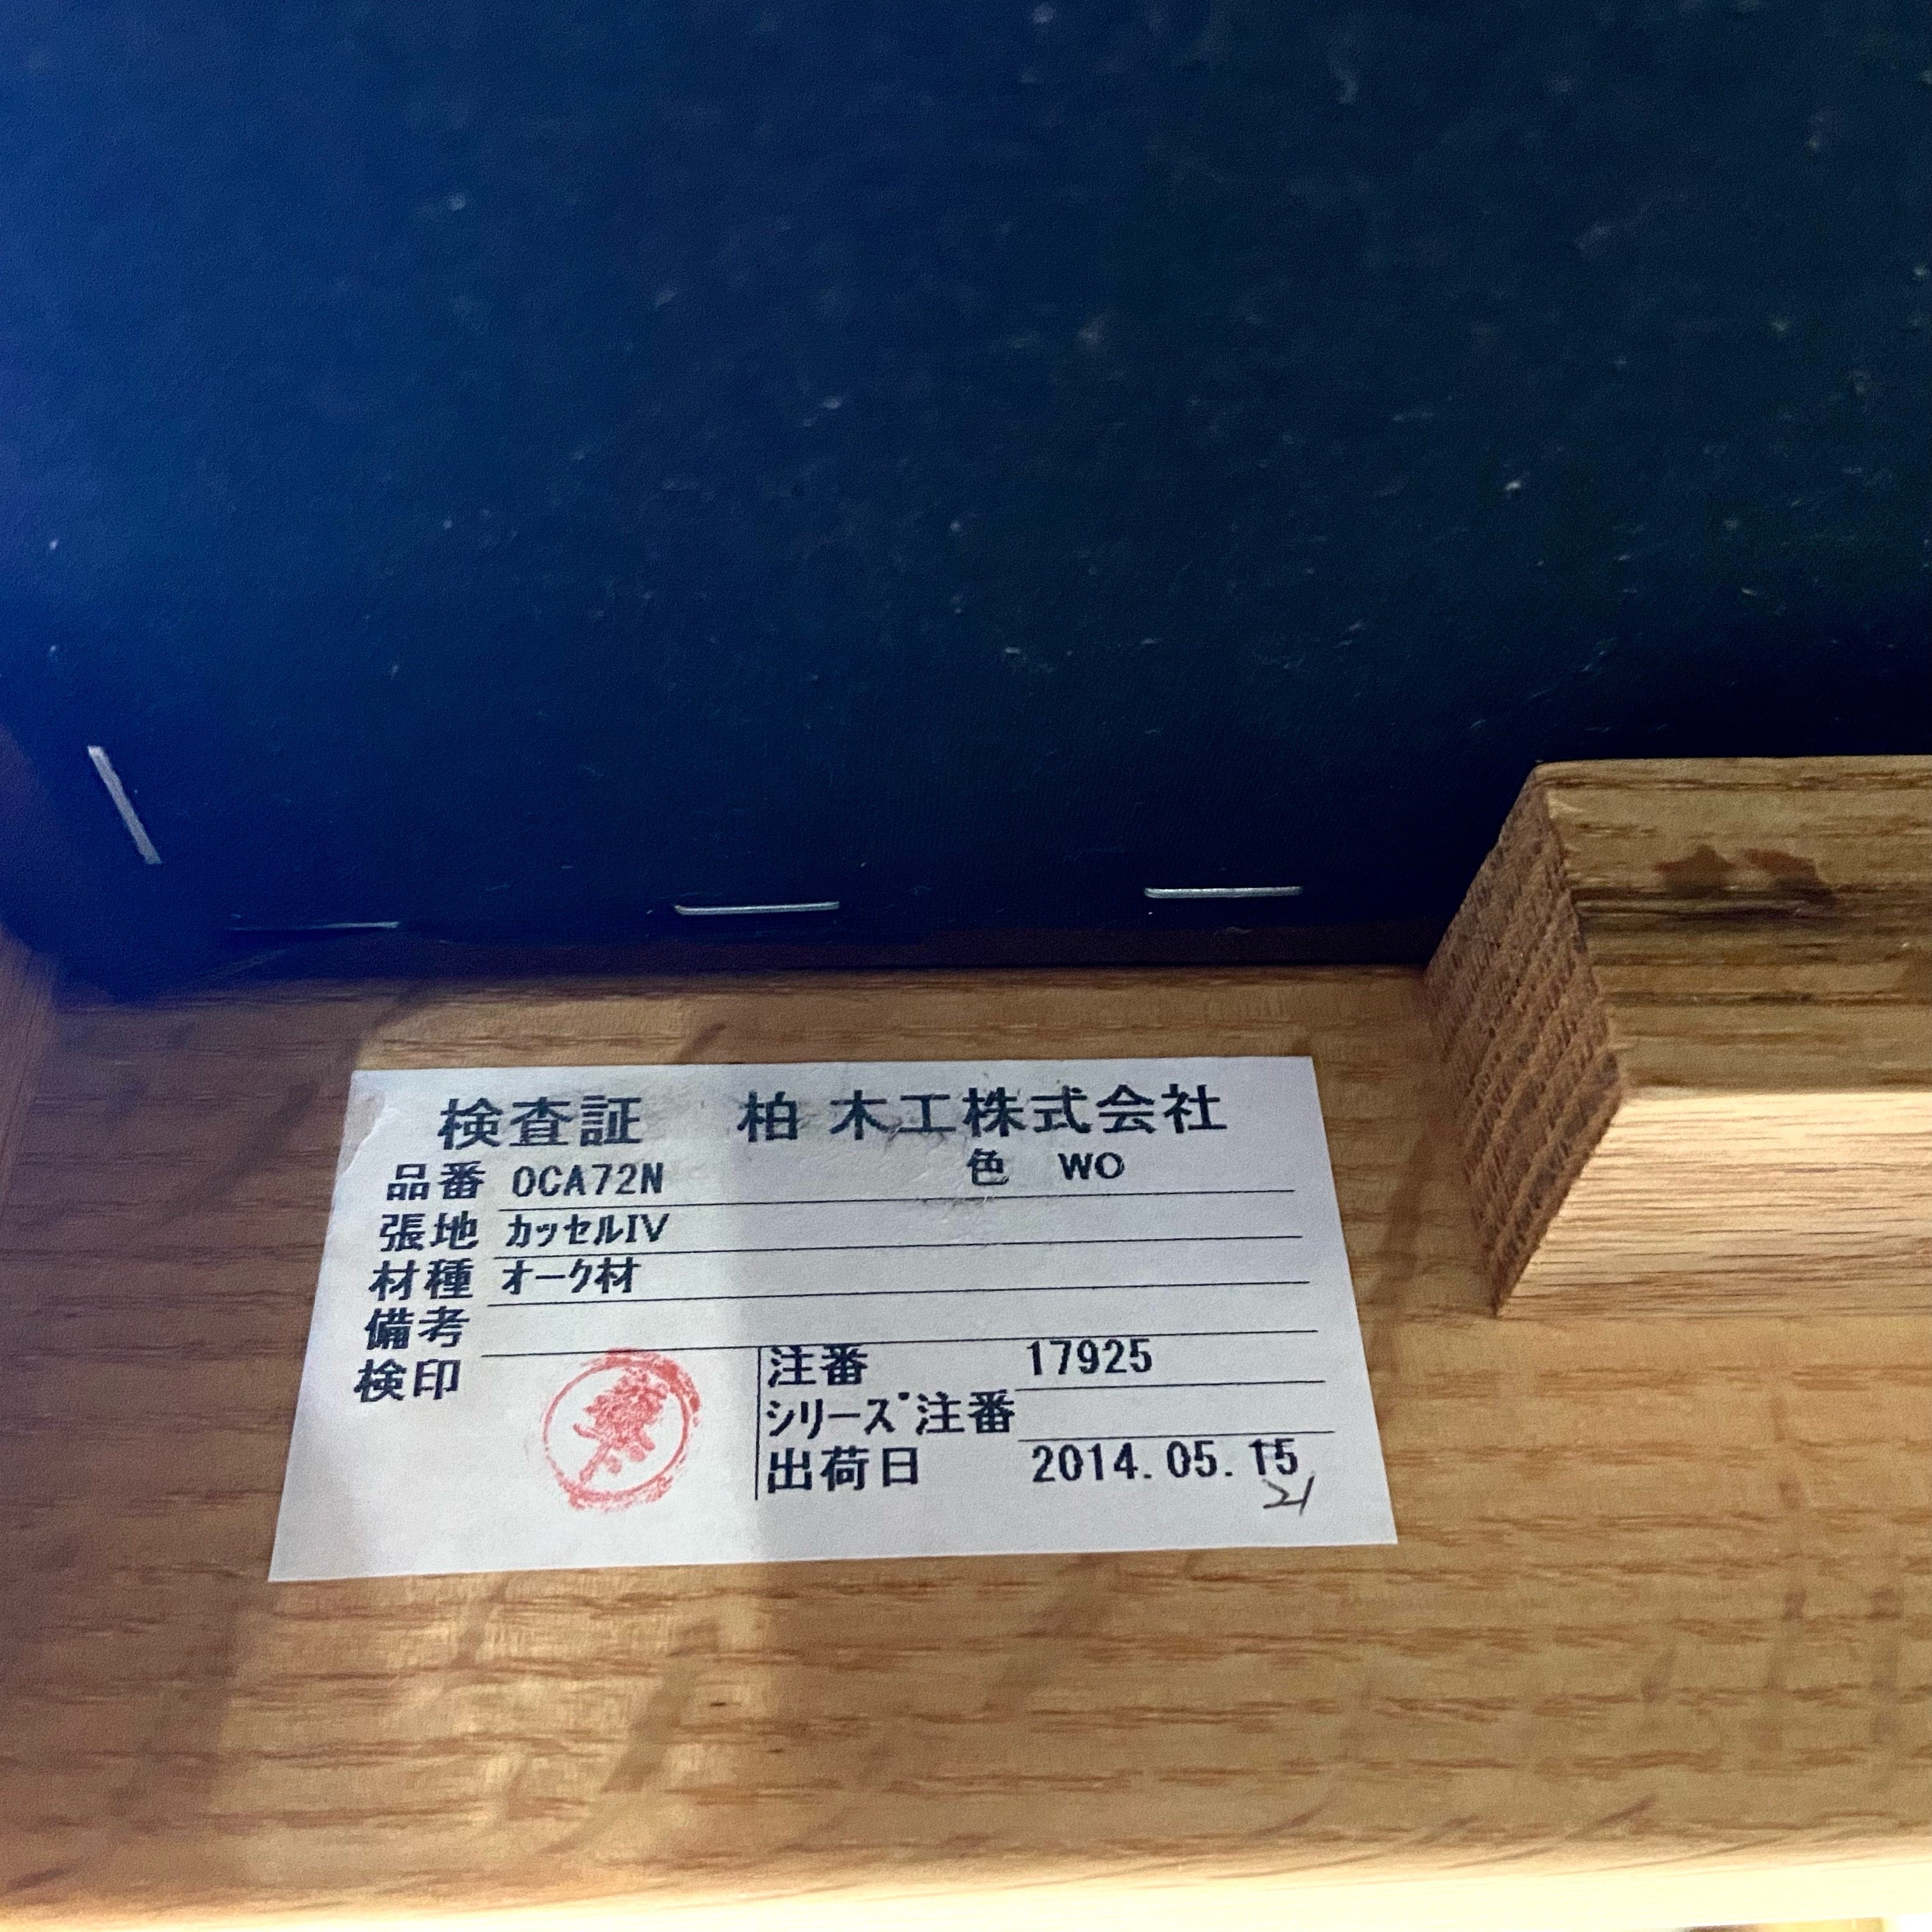 検査証 柏木工株式会社
品番 OCA72N 色 WO
張地 ｶｯｾﾙIV
材種 ｵｰｸ材
備考
検印
注番 17925
ｼﾘｰｽﾞ注番
出荷日 2014.05.15
21